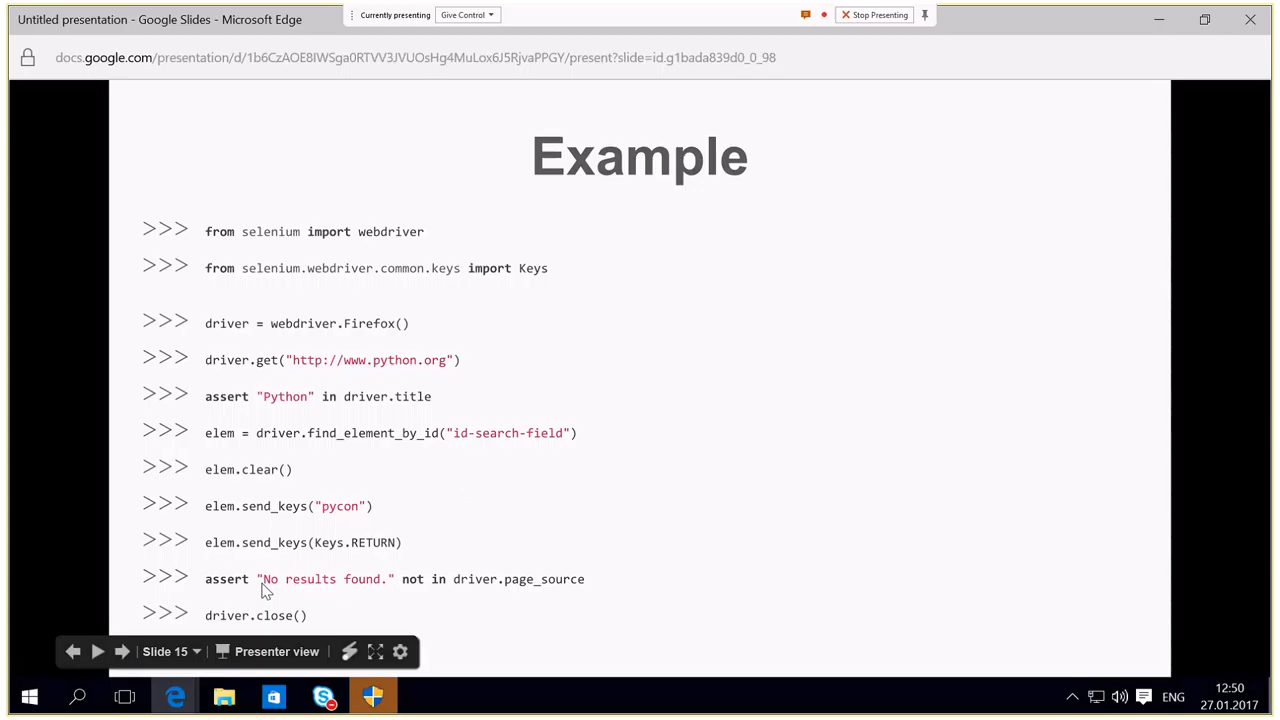 Untitled presentation - Google Slides - Microsoft Edge
Currently presenting
Give Control
Stop Presenting
docs.google.com/presentation/d/1b6CzAOE8IWSga0RTVV3JVUOsHg4MuLox6J5RjvaPPGY/present?slide=id.g1bada839d0_0_98
Example
>>> from selenium import webdriver
>>> from selenium.webdriver.common.keys import Keys
>>> driver = webdriver.Firefox()
>>> driver.get("http://www.python.org")
>>> assert "Python" in driver.title
>>> elem = driver.find_element_by_id("id-search-field")
>>> elem.clear()
>>> elem.send_keys("pycon")
>>> elem.send_keys(Keys.RETURN)
>>> assert "No results found." not in driver.page_source
>>> driver.close()
Slide 15
Presenter view
ENG
12:50
27.01.2017